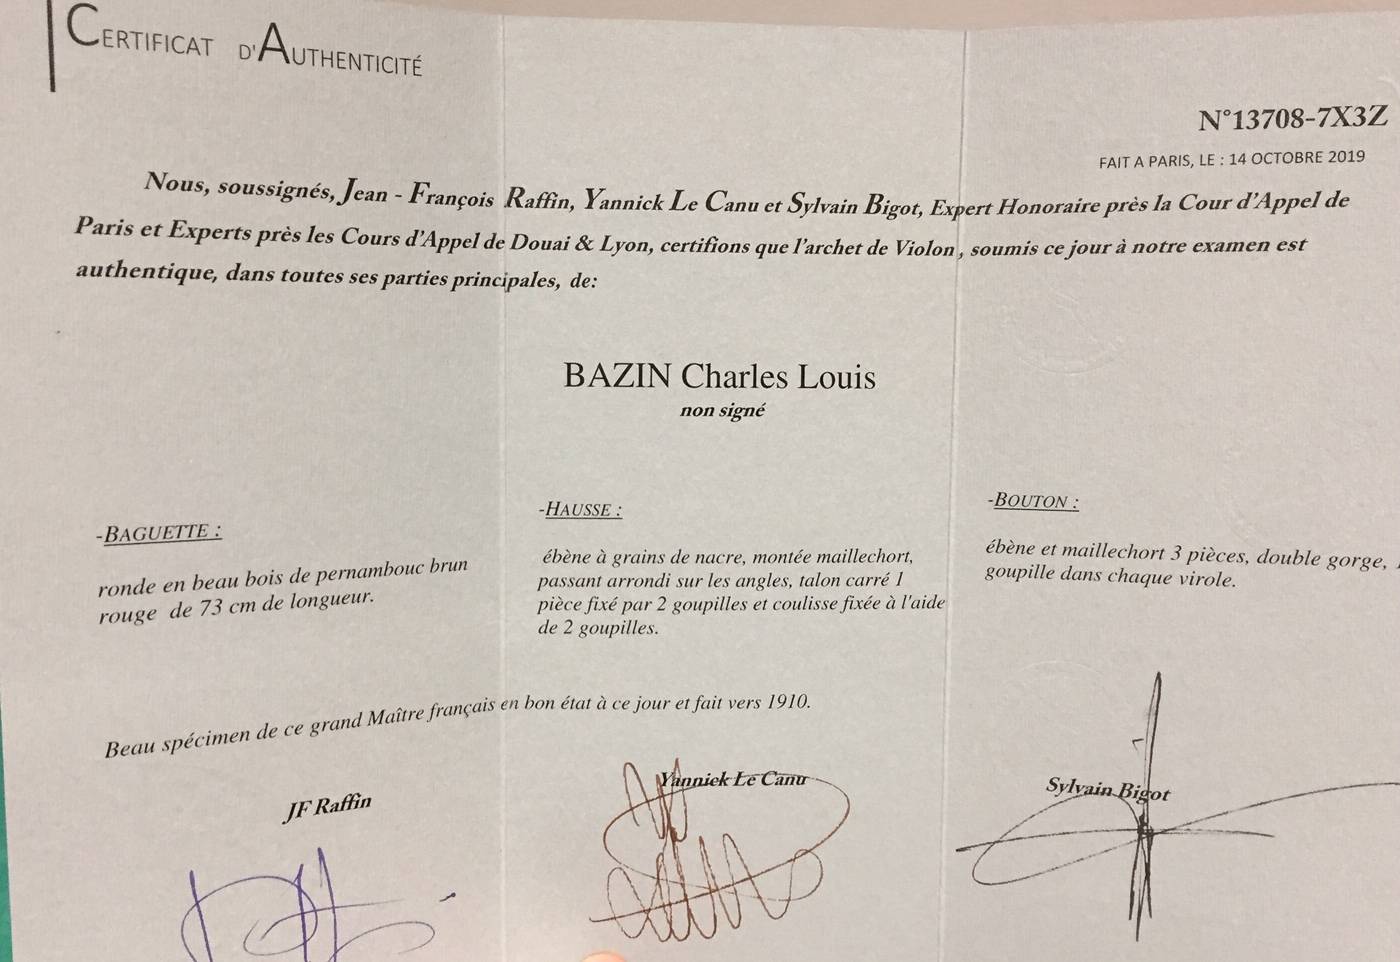 CERTIFICAT D'AUTHENTICITÉ
N°13708-7X3Z
FAIT A PARIS, LE : 14 OCTOBRE 2019
Nous, soussignés, Jean - François Raffin, Yannick Le Canu et Sylvain Bigot, Expert Honoraire près la Cour d'Appel de
Paris et Experts près les Cours d'Appel de Douai & Lyon, certifions que l'archet de Violon , soumis ce jour à notre examen est
authentique, dans toutes ses parties principales, de:
BAZIN Charles Louis
non signé
-BAGUETTE :
ronde en beau bois de pernambouc brun
rouge de 73 cm de longueur.
-HAUSSE :
ébène à grains de nacre, montée maillechort,
passant arrondi sur les angles, talon carré 1
pièce fixé par 2 goupilles et coulisse fixée à l'aide
de 2 goupilles.
-BOUTON :
ébène et maillechort 3 pièces, double gorge,
goupille dans chaque virole.
Beau spécimen de ce grand Maître français en bon état à ce jour et fait vers 1910.
JF Raffin
Yannick Le Canu
Sylvain Bigot